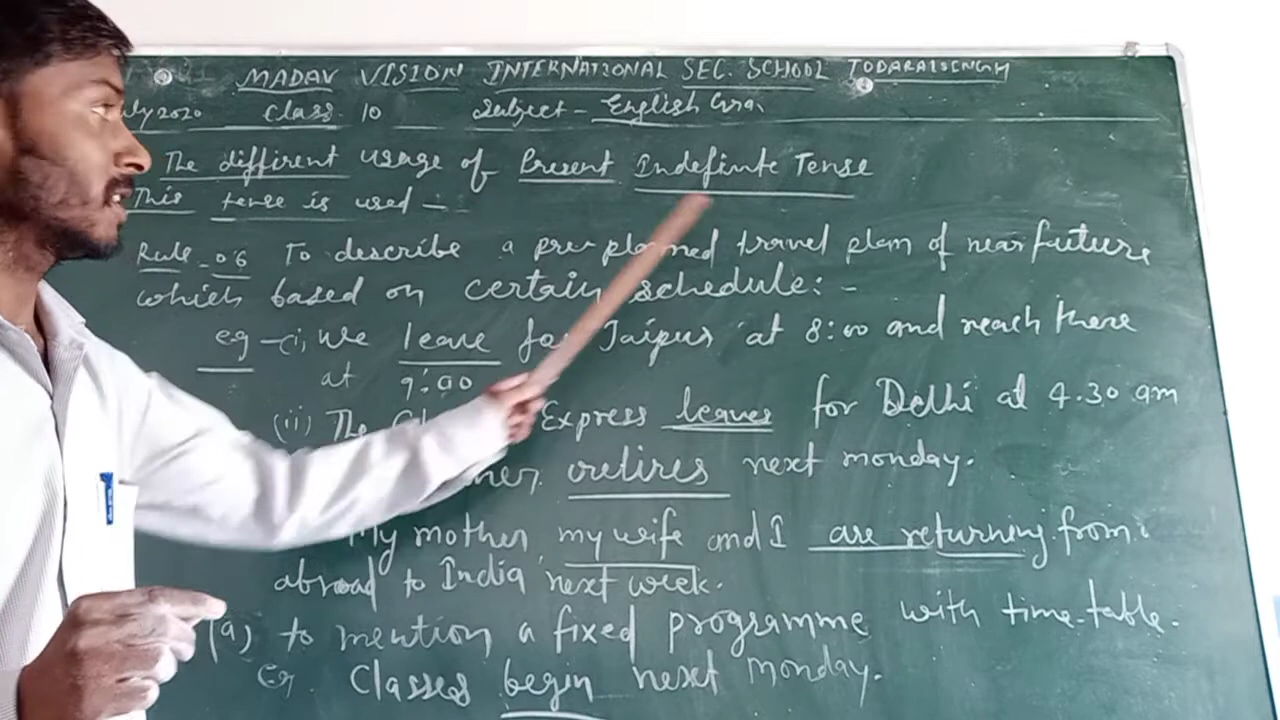 MADAV VISION INTERNATIONAL SEC. SCHOOL TODARAISINGH
ly 2020 Class. 10 Subject - English Gra.
The diffirent usage of Present Indefinite Tense
This tense is used :-
Rule - 06 To describe a pre planned travel plan of near future
which based on certain schedule: -
eg - (i) We leave for Jaipur at 8:00 and reach there
at 9:00
(ii) The Express leaves for Delhi at 4.30 am
retires next monday.
My mother, my wife and I are returning from
abroad to India next week.
(a) to mention a fixed programme with time-table.
Eg. Classes begin next Monday.